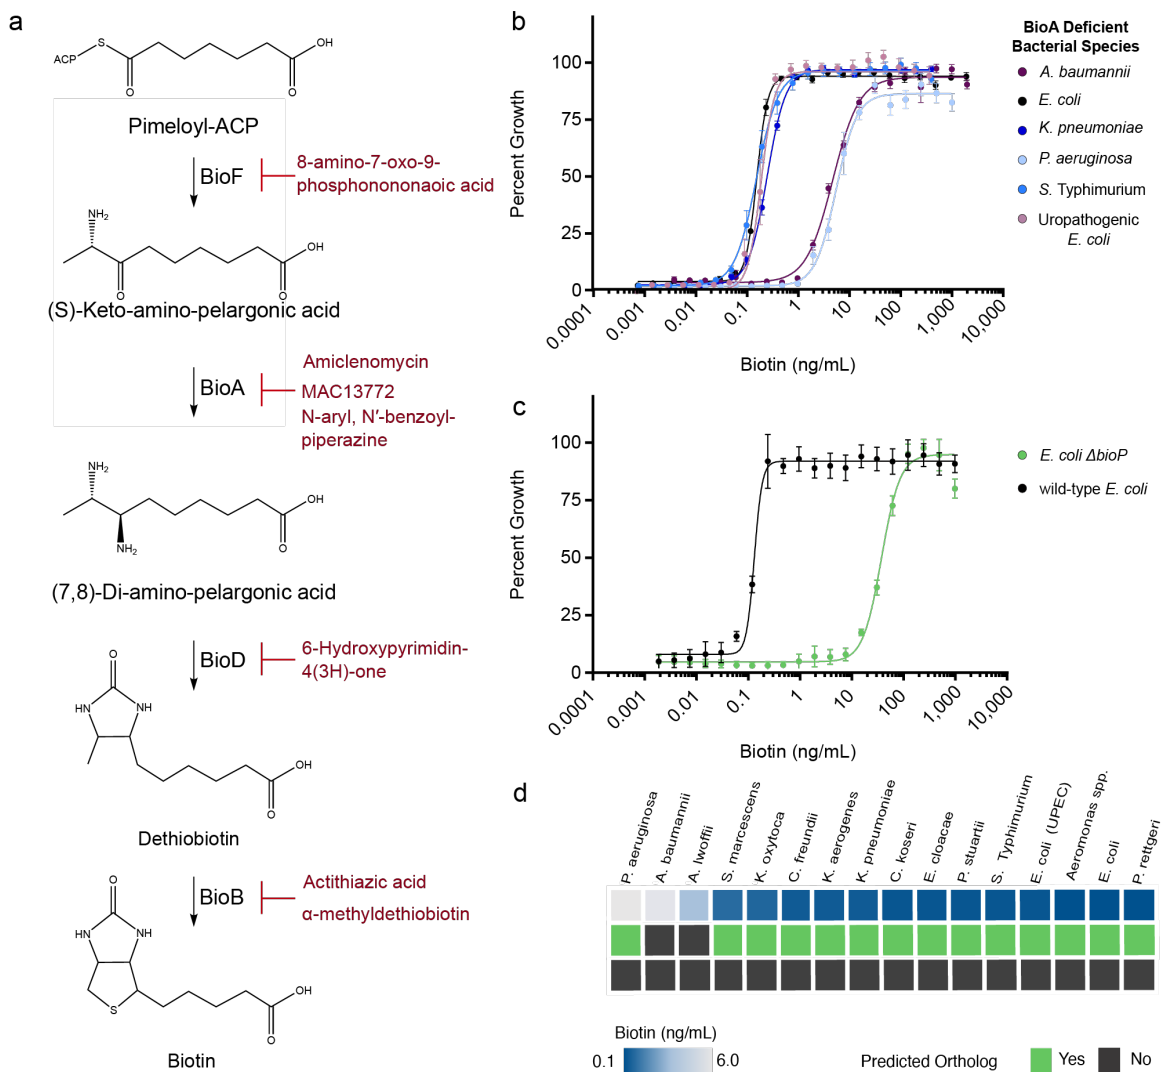 a
ACP
S
O
OH
O
Pimeloyl-ACP
BioF
8-amino-7-oxo-9-
phosphonononaoic acid
NH2
O
OH
O
(S)-Keto-amino-pelargonic acid
BioA
Amiclenomycin
MAC13772
N-aryl, N′-benzoyl-
piperazine
NH2
NH2
OH
O
(7,8)-Di-amino-pelargonic acid
BioD
6-Hydroxypyrimidin-
4(3H)-one
O
HN
NH
OH
O
Dethiobiotin
BioB
Actithiazic acid
α-methyldethiobiotin
O
HN
NH
S
OH
O
Biotin
b
Percent Growth
100
75
50
25
0
0.0001
0.001
0.01
0.1
1
10
100
1,000
10,000
Biotin (ng/mL)
BioA Deficient
Bacterial Species
A. baumannii
E. coli
K. pneumoniae
P. aeruginosa
S. Typhimurium
Uropathogenic
E. coli
c
Percent Growth
100
75
50
25
0
0.0001
0.001
0.01
0.1
1
10
100
1,000
10,000
Biotin (ng/mL)
E. coli ΔbioP
wild-type E. coli
d
P. aeruginosa
A. baumannii
A. lwoffii
S. marcescens
K. oxytoca
C. freundii
K. aerogenes
K. pneumoniae
C. koseri
E. cloacae
P. stuartii
S. Typhimurium
E. coli (UPEC)
Aeromonas spp.
E. coli
P. rettgeri
Biotin (ng/mL)
0.1
6.0
Predicted Ortholog
Yes
No